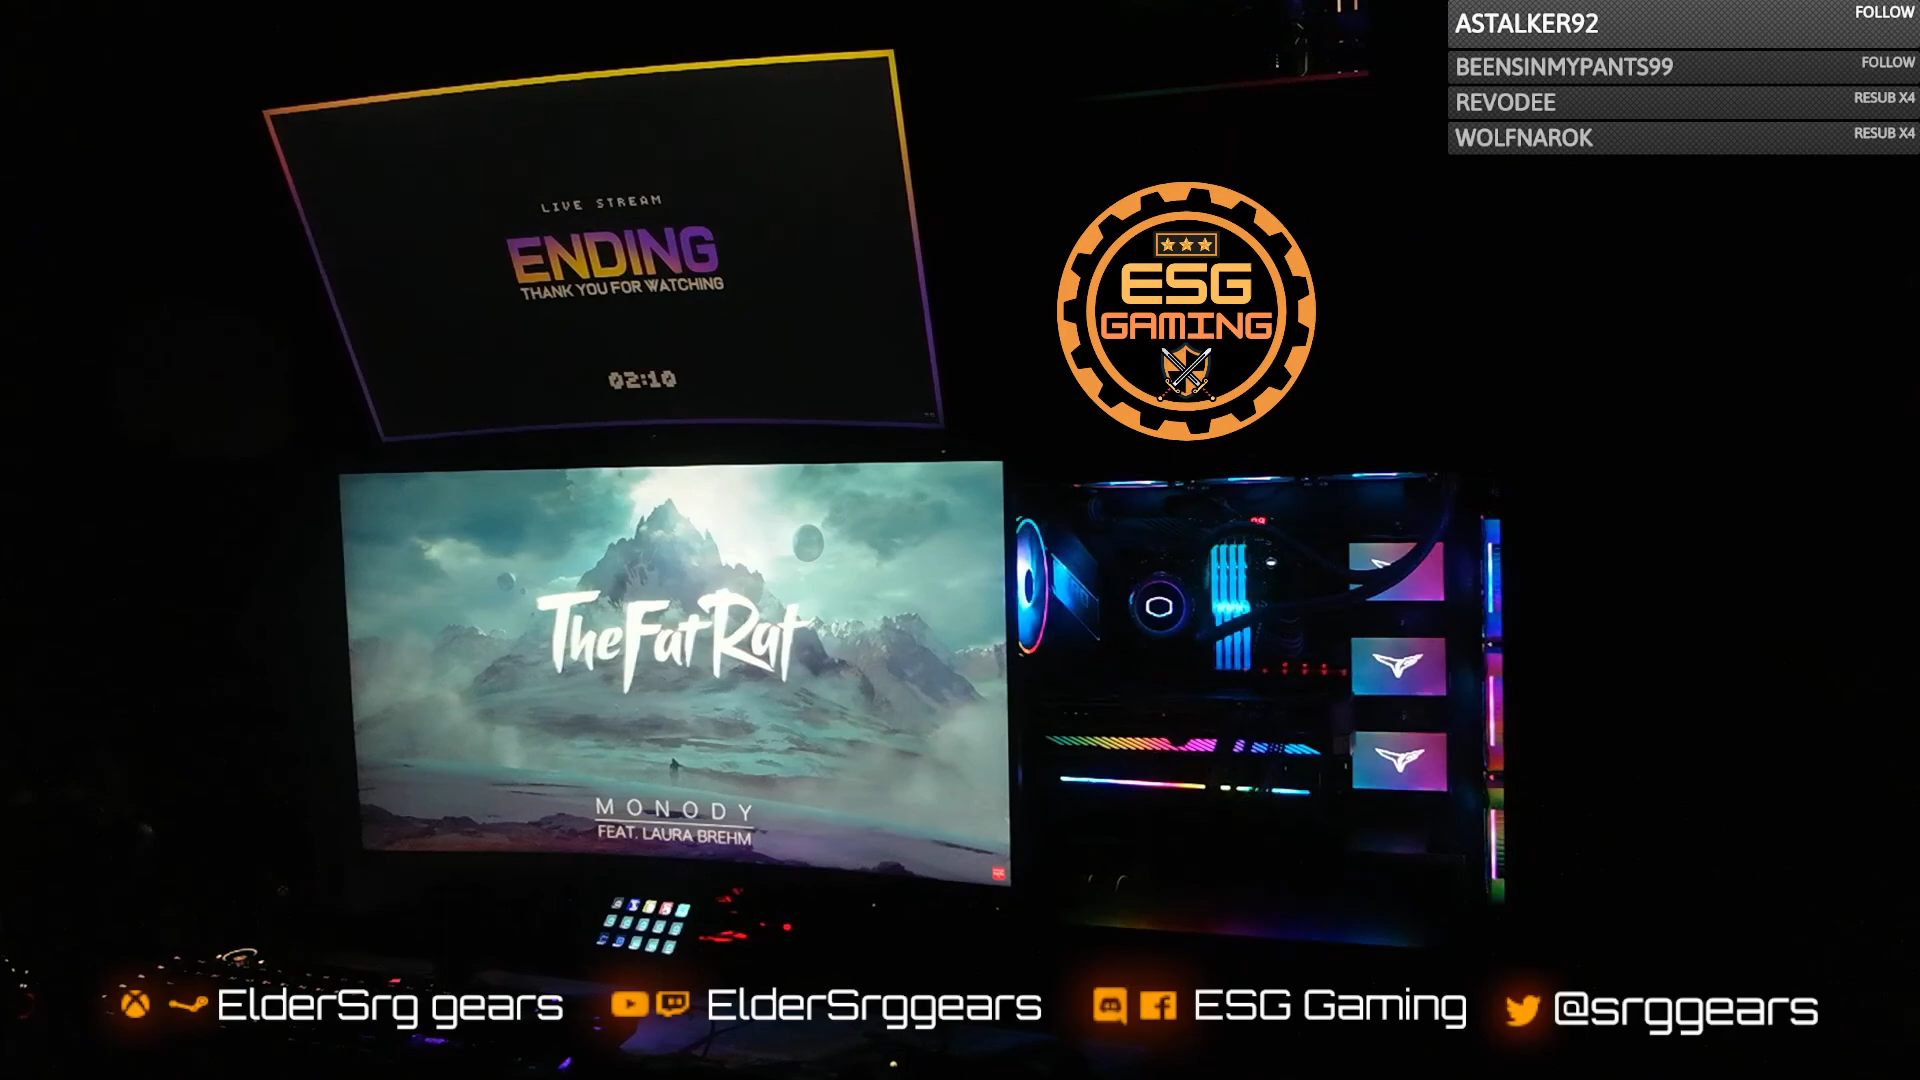 ASTALKER92 FOLLOW
BEENSINMYPANTS99 FOLLOW
REVODEE RESUB X4
WOLFNAROK RESUB X4
LIVE STREAM
ENDING
THANK YOU FOR WATCHING
02:10
ESG
GAMING
TheFatRat
MONODY
FEAT. LAURA BREHM
ElderSrg gears
ElderSrggears
ESG Gaming
@srggears